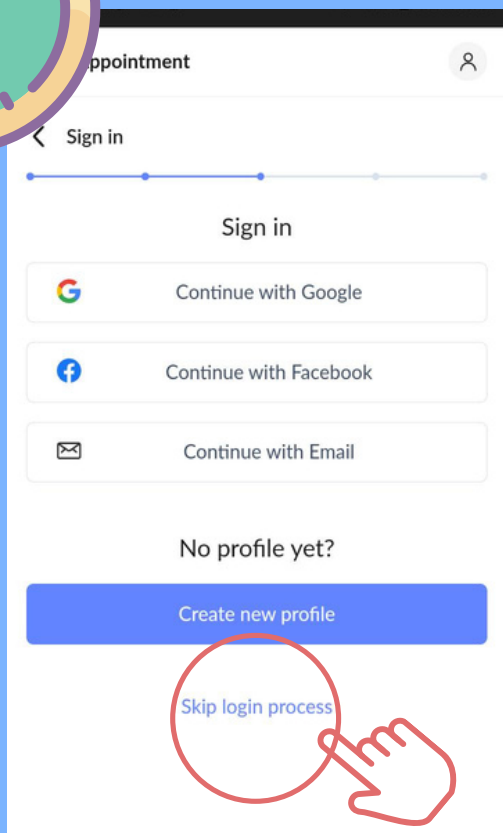 ppointment
Sign in
Sign in
Continue with Google
Continue with Facebook
Continue with Email
No profile yet?
Create new profile
Skip login process